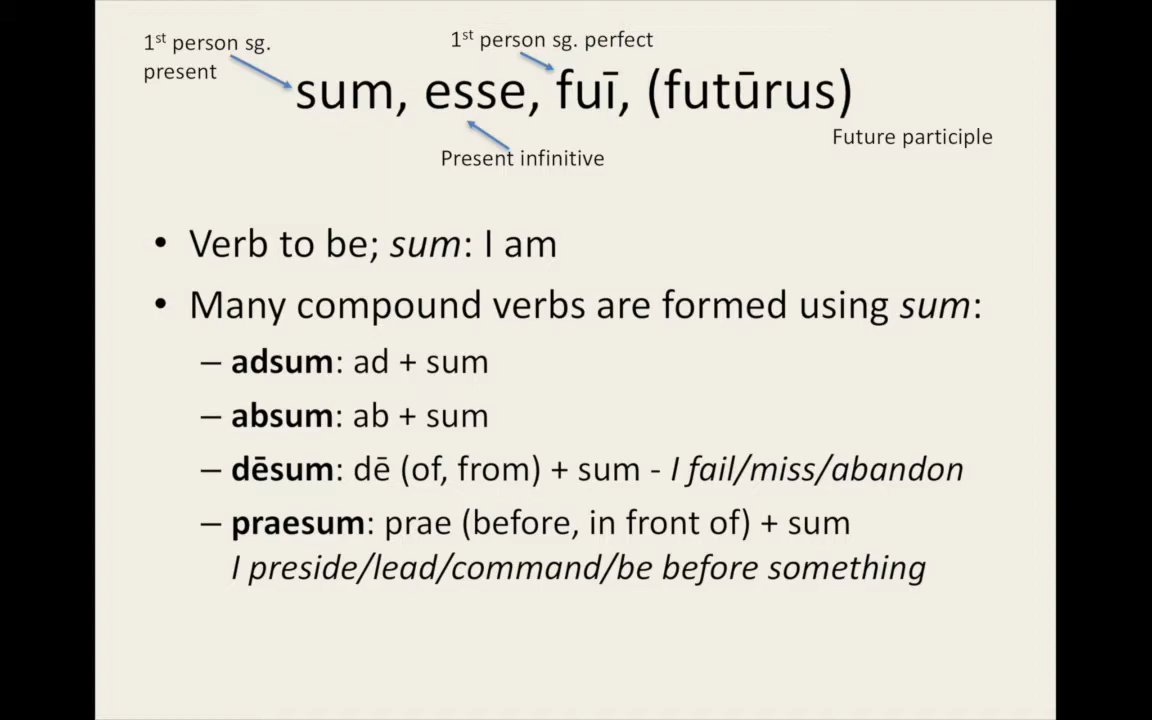 1st person sg.
present
1st person sg. perfect
sum, esse, fuī, (futūrus)
Future participle
Present infinitive
• Verb to be; sum: I am
• Many compound verbs are formed using sum:
– adsum: ad + sum
– absum: ab + sum
– dēsum: dē (of, from) + sum - I fail/miss/abandon
– praesum: prae (before, in front of) + sum
I preside/lead/command/be before something